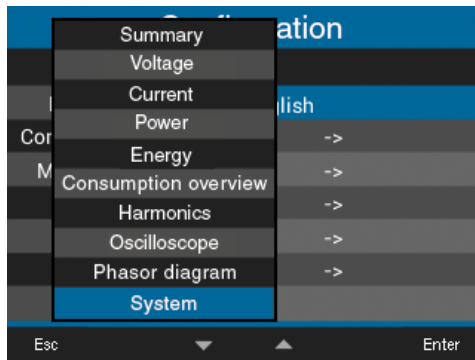 ation
Summary
Voltage
Current
lish
Power
Cor
->
Energy
M
Consumption overview
->
Harmonics
->
Oscilloscope
->
Phasor diagram
->
System
Esc
Enter